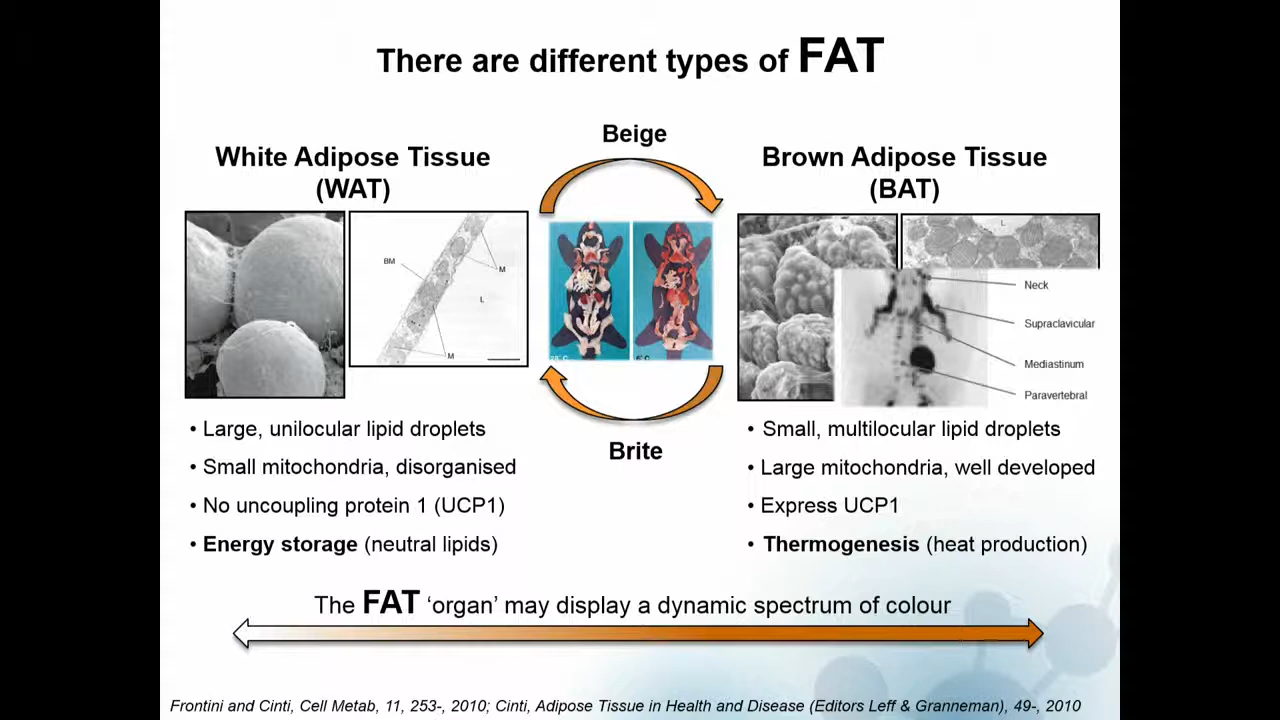 There are different types of FAT
Beige
White Adipose Tissue
(WAT)
Brown Adipose Tissue
(BAT)
BM
M
L
M
L
Neck
Supraclavicular
Mediastinum
Paravertebral
• Large, unilocular lipid droplets
• Small mitochondria, disorganised
• No uncoupling protein 1 (UCP1)
• Energy storage (neutral lipids)
Brite
• Small, multilocular lipid droplets
• Large mitochondria, well developed
• Express UCP1
• Thermogenesis (heat production)
The FAT ‘organ’ may display a dynamic spectrum of colour
Frontini and Cinti, Cell Metab, 11, 253-, 2010; Cinti, Adipose Tissue in Health and Disease (Editors Leff & Granneman), 49-, 2010